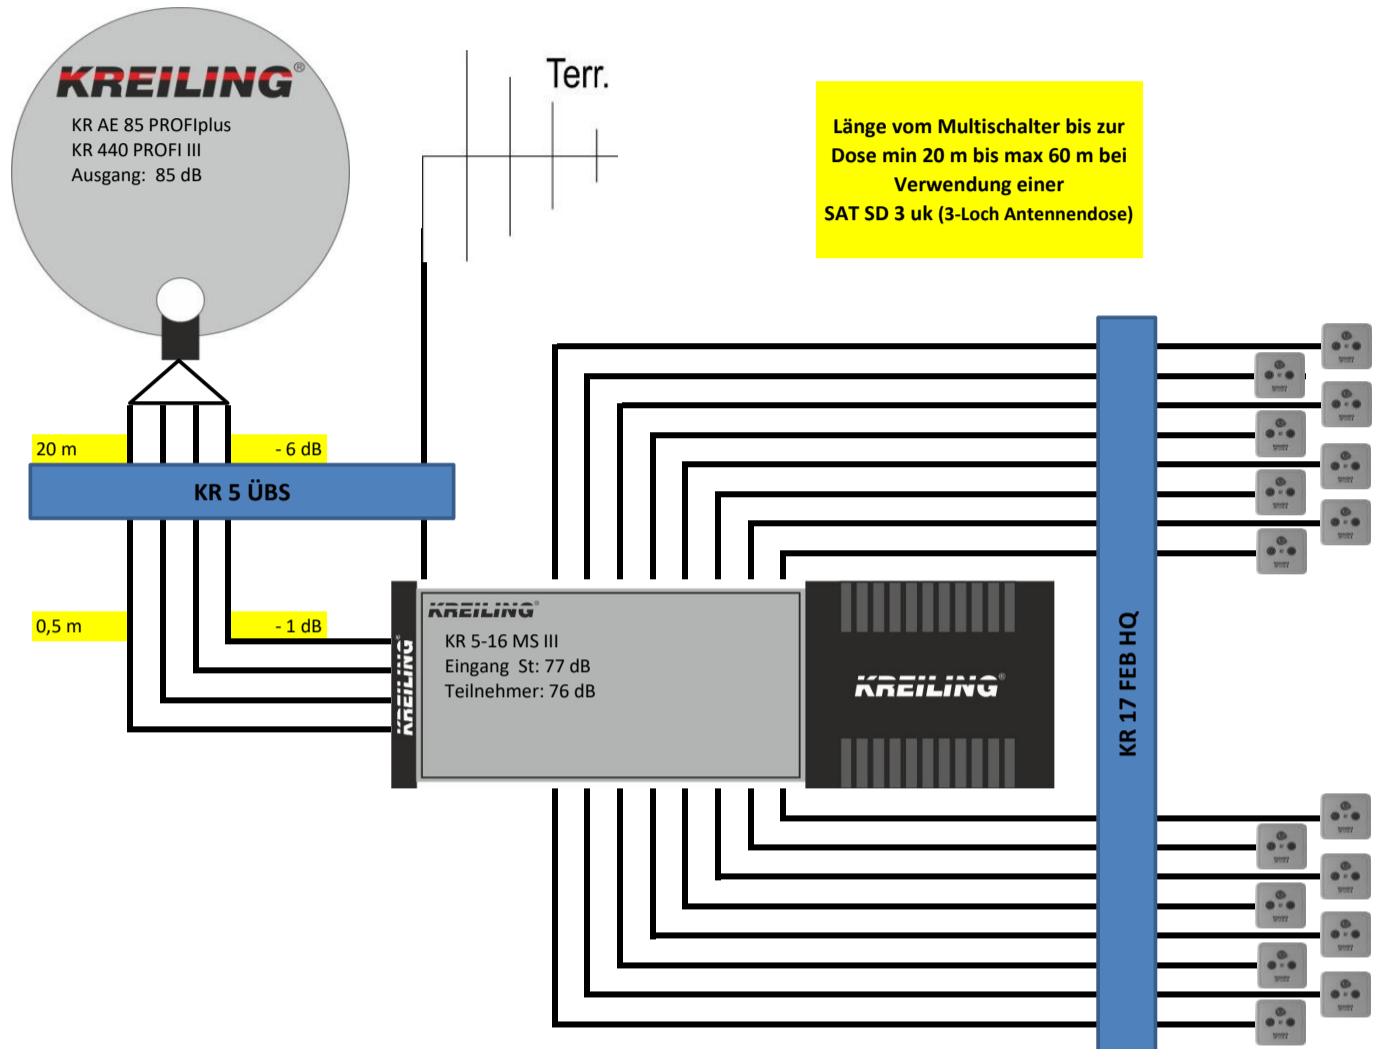 KREILING®
KR AE 85 PROFIplus
KR 440 PROFI III
Ausgang: 85 dB
Terr.
Länge vom Multischalter bis zur
Dose min 20 m bis max 60 m bei
Verwendung einer
SAT SD 3 uk (3-Loch Antennendose)
20 m
- 6 dB
KR 5 ÜBS
0,5 m
- 1 dB
KREILING®
KREILING®
KR 5-16 MS III
Eingang St: 77 dB
Teilnehmer: 76 dB
KREILING®
KR 17 FEB HQ